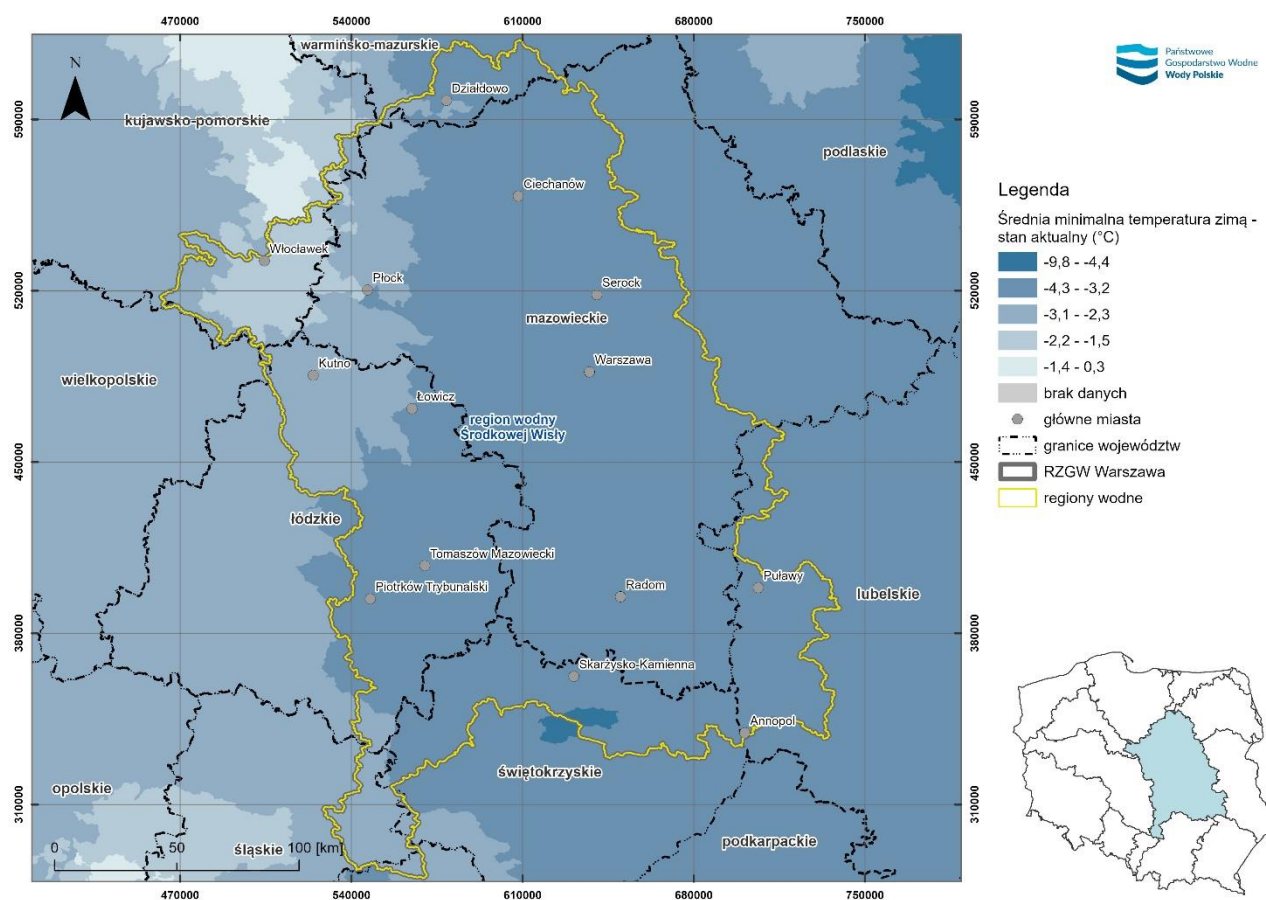 470000 540000 610000 680000 750000
Państwowe
Gospodarstwo Wodne
Wody Polskie
warmińsko-mazurskie
N
Działdowo
590000 590000
kujawsko-pomorskie
podlaskie
Ciechanów
Włocławek
Płock
Serock
520000 520000
mazowieckie
Warszawa
Kutno
wielkopolskie
Łowicz
region wodny
Środkowej Wisły
450000 450000
łódzkie
Tomaszów Mazowiecki
Piotrków Trybunalski
Radom
Puławy
lubelskie
380000 380000
Skarżysko-Kamienna
Annopol
świętokrzyskie
opolskie
310000 310000
podkarpackie
śląskie
0 50 100 [km]
470000 540000 610000 680000 750000
Legenda
Średnia minimalna temperatura zimą -
stan aktualny (°C)
-9,8 - -4,4
-4,3 - -3,2
-3,1 - -2,3
-2,2 - -1,5
-1,4 - 0,3
brak danych
główne miasta
granice województw
RZGW Warszawa
regiony wodne